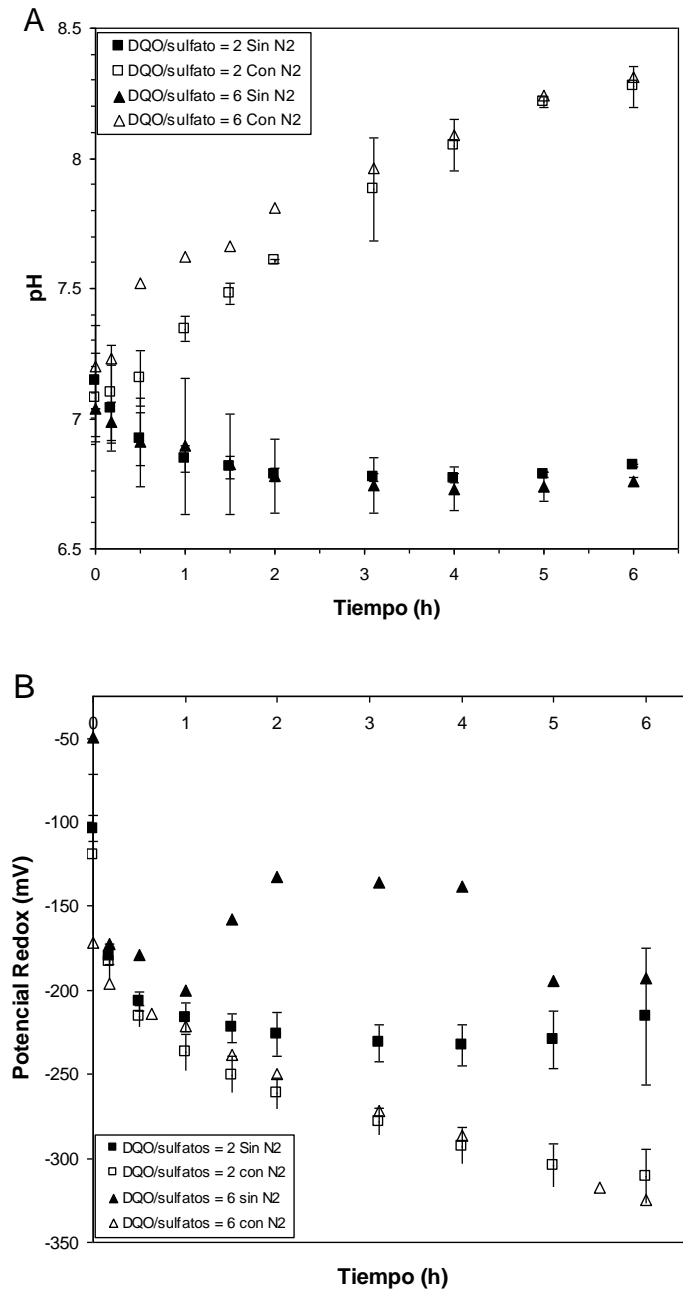 A
DQO/sulfato = 2 Sin N2
DQO/sulfato = 2 Con N2
DQO/sulfato = 6 Sin N2
DQO/sulfato = 6 Con N2
8.5
8
7.5
7
6.5
pH
0 1 2 3 4 5 6
Tiempo (h)
B
0 1 2 3 4 5 6
-50
-100
-150
-200
-250
-300
-350
Potencial Redox (mV)
DQO/sulfatos = 2 Sin N2
DQO/sulfatos = 2 con N2
DQO/sulfatos = 6 sin N2
DQO/sulfatos = 6 con N2
Tiempo (h)